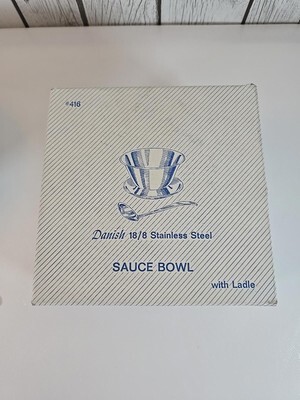 #416
Danish 18/8 Stainless Steel
SAUCE BOWL
with Ladle